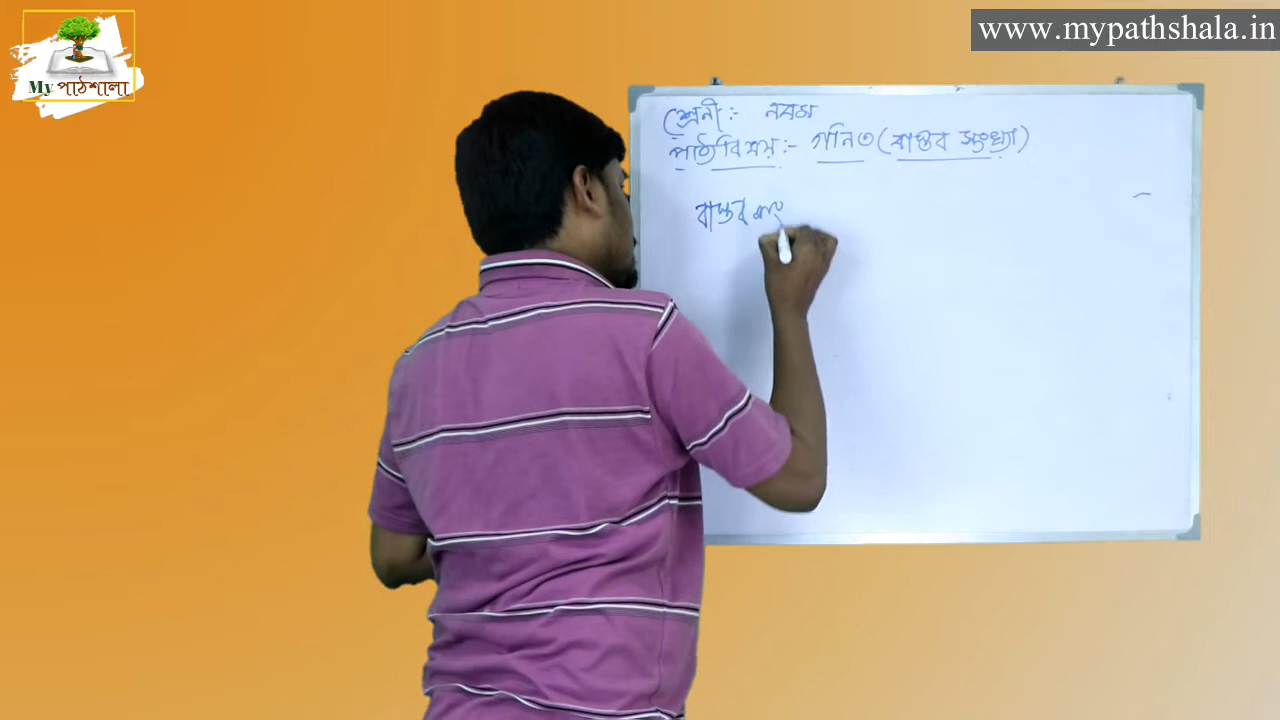 www.mypathshala.in
My পাঠশালা
শ্রেনী :- নবম
পাঠ্যবিষয় :- গনিত (বাস্তব সংখ্যা)
বাস্তব সং